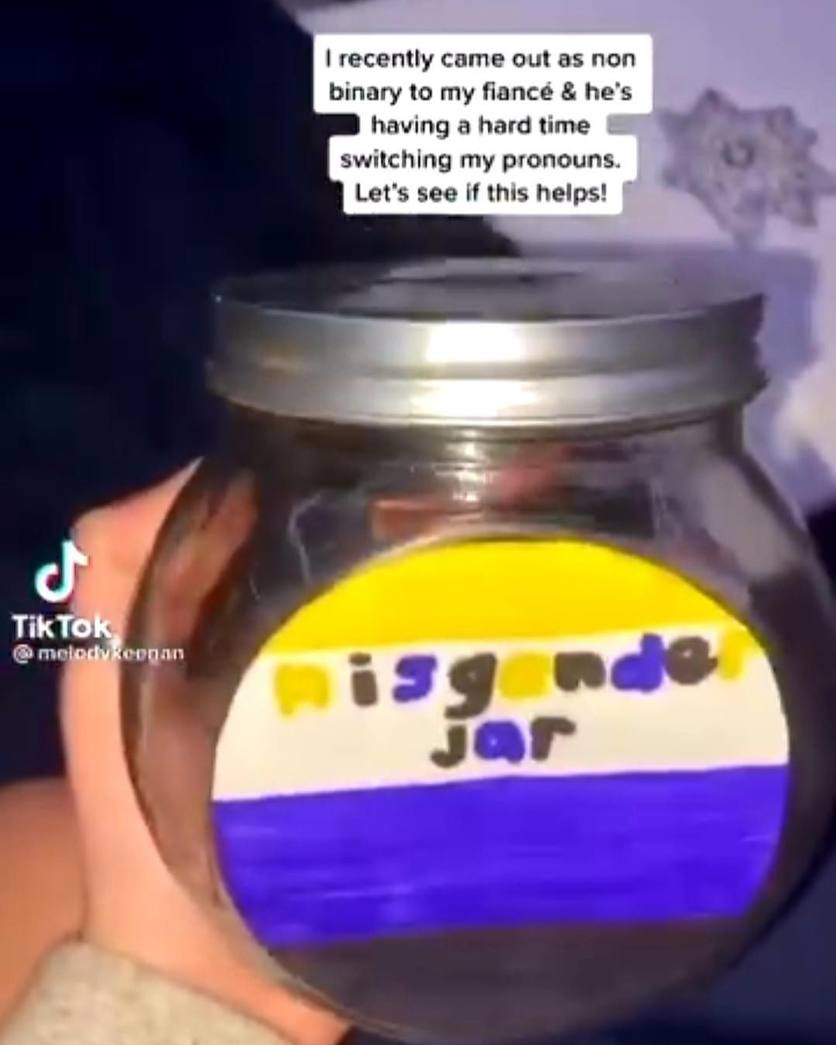 I recently came out as non
binary to my fiancé & he's
having a hard time
switching my pronouns.
Let's see if this helps!
misgender
jar
TikTok
@melodykeegan